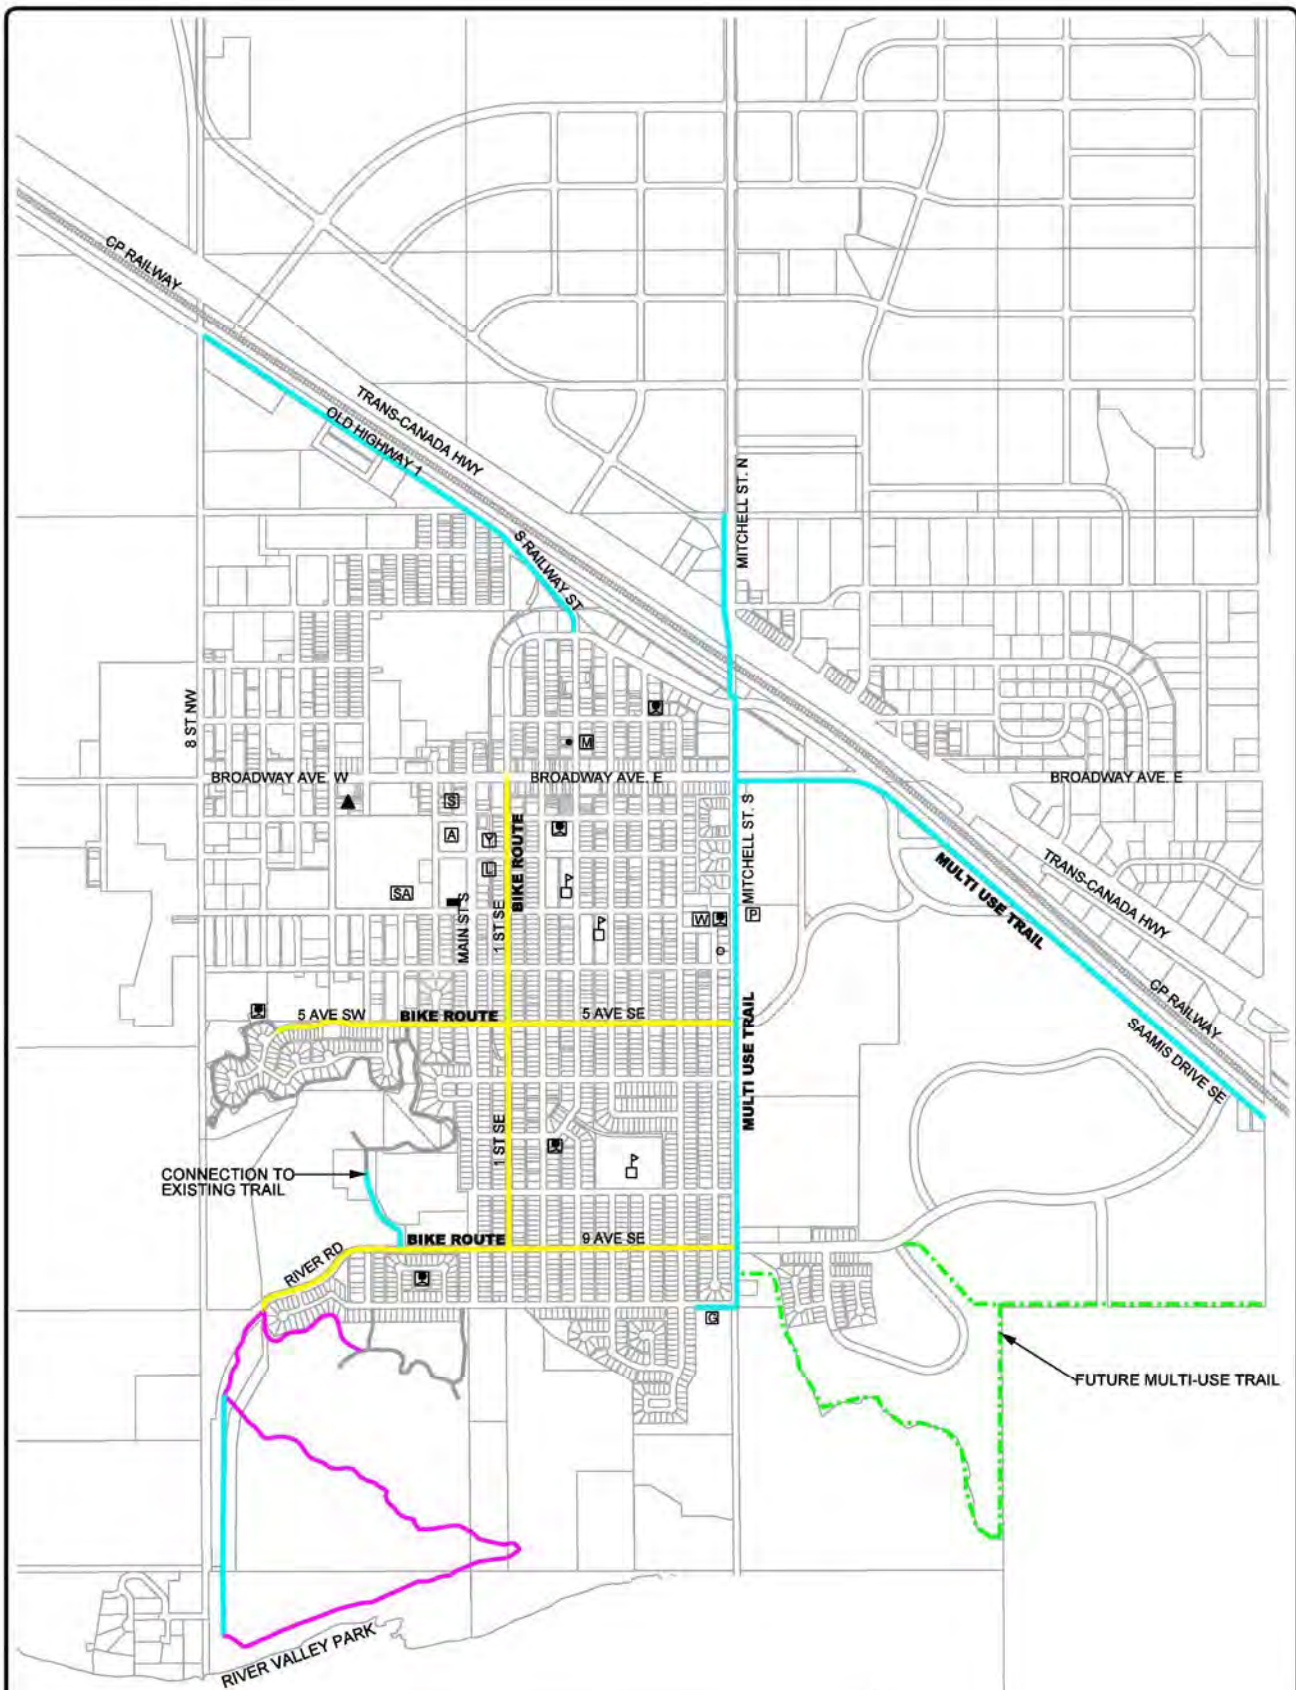 CP RAILWAY
TRANS-CANADA HWY
OLD HIGHWAY 1
S RAILWAY ST
MITCHELL ST. N
8 ST NW
M
BROADWAY AVE. W
BROADWAY AVE. E
BROADWAY AVE. E
S
A
Y
L
SA
BIKE ROUTE
MAIN ST S
1 ST SE
MITCHELL ST. S
W
P
MULTI USE TRAIL
TRANS-CANADA HWY
CP RAILWAY
SAAMIS DRIVE SE
5 AVE SW
BIKE ROUTE
5 AVE SE
MULTI USE TRAIL
1 ST SE
CONNECTION TO
EXISTING TRAIL
RIVER RD
BIKE ROUTE
9 AVE SE
G
FUTURE MULTI-USE TRAIL
RIVER VALLEY PARK